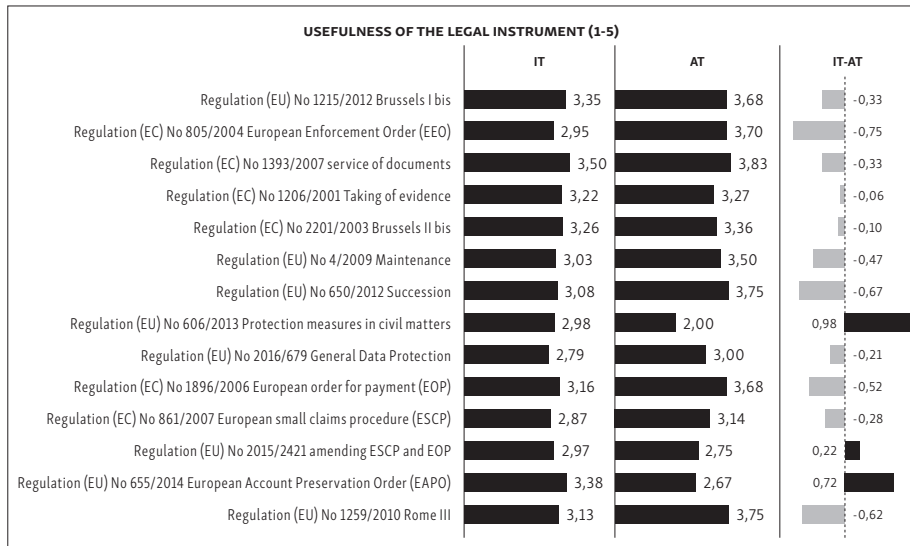 USEFULNESS OF THE LEGAL INSTRUMENT (1-5)
IT AT IT-AT
Regulation (EU) No 1215/2012 Brussels I bis 3,35 3,68 -0,33
Regulation (EC) No 805/2004 European Enforcement Order (EEO) 2,95 3,70 -0,75
Regulation (EC) No 1393/2007 service of documents 3,50 3,83 -0,33
Regulation (EC) No 1206/2001 Taking of evidence 3,22 3,27 -0,06
Regulation (EC) No 2201/2003 Brussels II bis 3,26 3,36 -0,10
Regulation (EU) No 4/2009 Maintenance 3,03 3,50 -0,47
Regulation (EU) No 650/2012 Succession 3,08 3,75 -0,67
Regulation (EU) No 606/2013 Protection measures in civil matters 2,98 2,00 0,98
Regulation (EU) No 2016/679 General Data Protection 2,79 3,00 -0,21
Regulation (EC) No 1896/2006 European order for payment (EOP) 3,16 3,68 -0,52
Regulation (EC) No 861/2007 European small claims procedure (ESCP) 2,87 3,14 -0,28
Regulation (EU) No 2015/2421 amending ESCP and EOP 2,97 2,75 0,22
Regulation (EU) No 655/2014 European Account Preservation Order (EAPO) 3,38 2,67 0,72
Regulation (EU) No 1259/2010 Rome III 3,13 3,75 -0,62